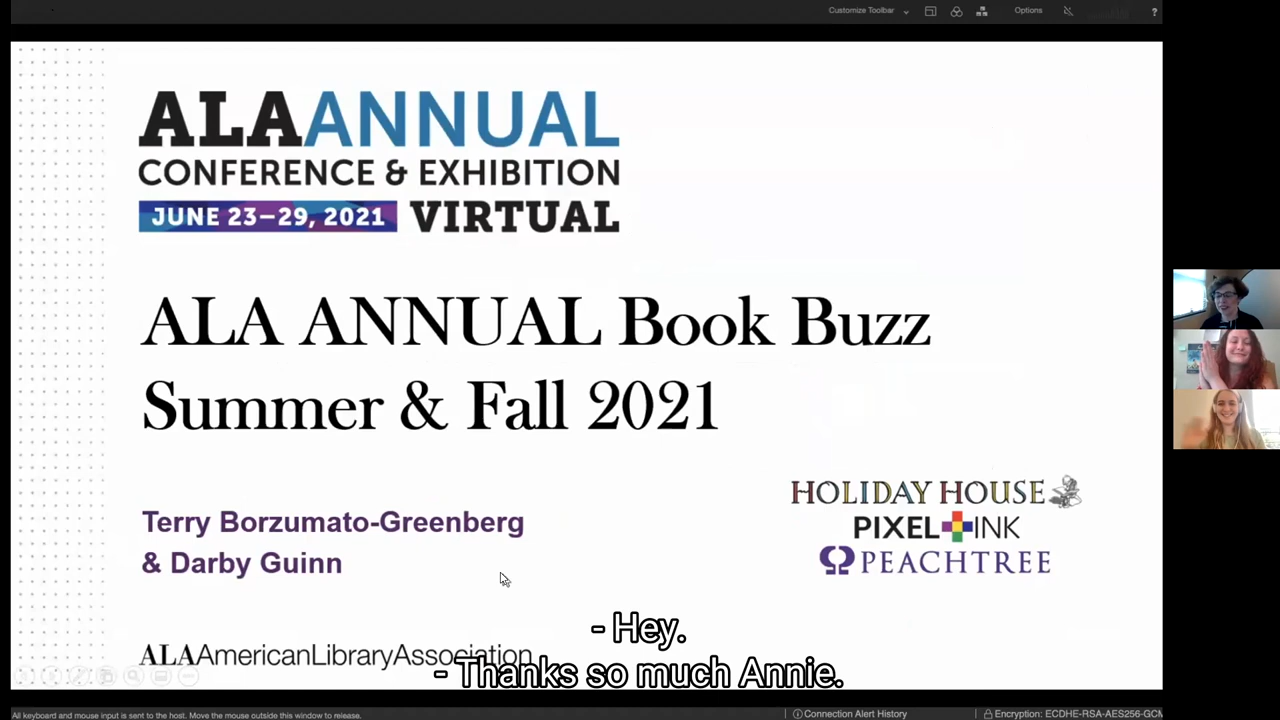 Customize Toolbar
Options
?
ALAANNUAL
CONFERENCE & EXHIBITION
JUNE 23–29, 2021 VIRTUAL
ALA ANNUAL Book Buzz
Summer & Fall 2021
Terry Borzumato-Greenberg
& Darby Guinn
HOLIDAY HOUSE
PIXEL+INK
PEACHTREE
ALAAmericanLibraryAssociation
- Hey.
- Thanks so much Annie.
All keyboard and mouse input is sent to the host. Move the mouse outside this window to release.
Connection Alert History
Encryption: ECDHE-RSA-AES256-GCM